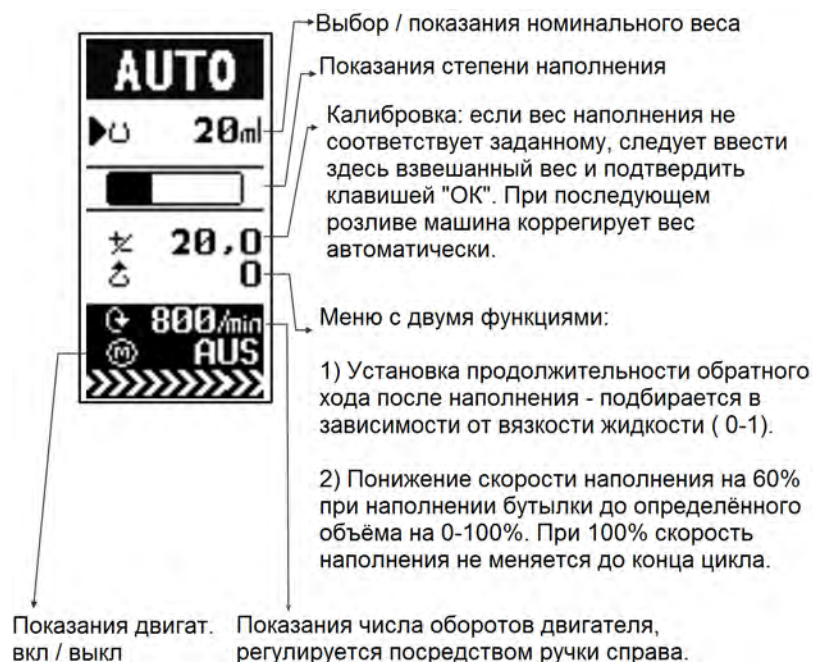 AUTO
20ml
20,0
0
800/min
M AUS
Выбор / показания номинального веса
Показания степени наполнения
Калибровка: если вес наполнения не
соответствует заданному, следует ввести
здесь взвешанный вес и подтвердить
клавишей "ОК". При последующем
розливе машина коррегирует вес
автоматически.
Меню с двумя функциями:
1) Установка продолжительности обратного
хода после наполнения - подбирается в
зависимости от вязкости жидкости ( 0-1).
2) Понижение скорости наполнения на 60%
при наполнении бутылки до определённого
объёма на 0-100%. При 100% скорость
наполнения не меняется до конца цикла.
Показания двигат.
вкл / выкл
Показания числа оборотов двигателя,
регулируется посредством ручки справа.